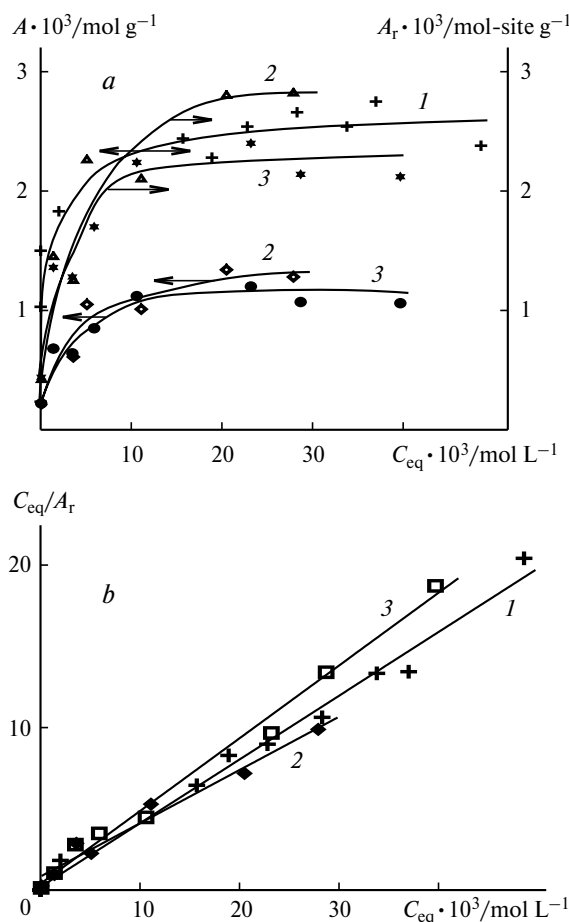 A · 10³/mol g⁻¹ Aᵣ · 10³/mol-site g⁻¹
3 a 2 3
1
2 3 2
2
3
1 1
10 20 30 C_eq · 10³/mol L⁻¹
C_eq/Aᵣ
20 b 3
1
10
2
0 10 20 30 C_eq · 10³/mol L⁻¹